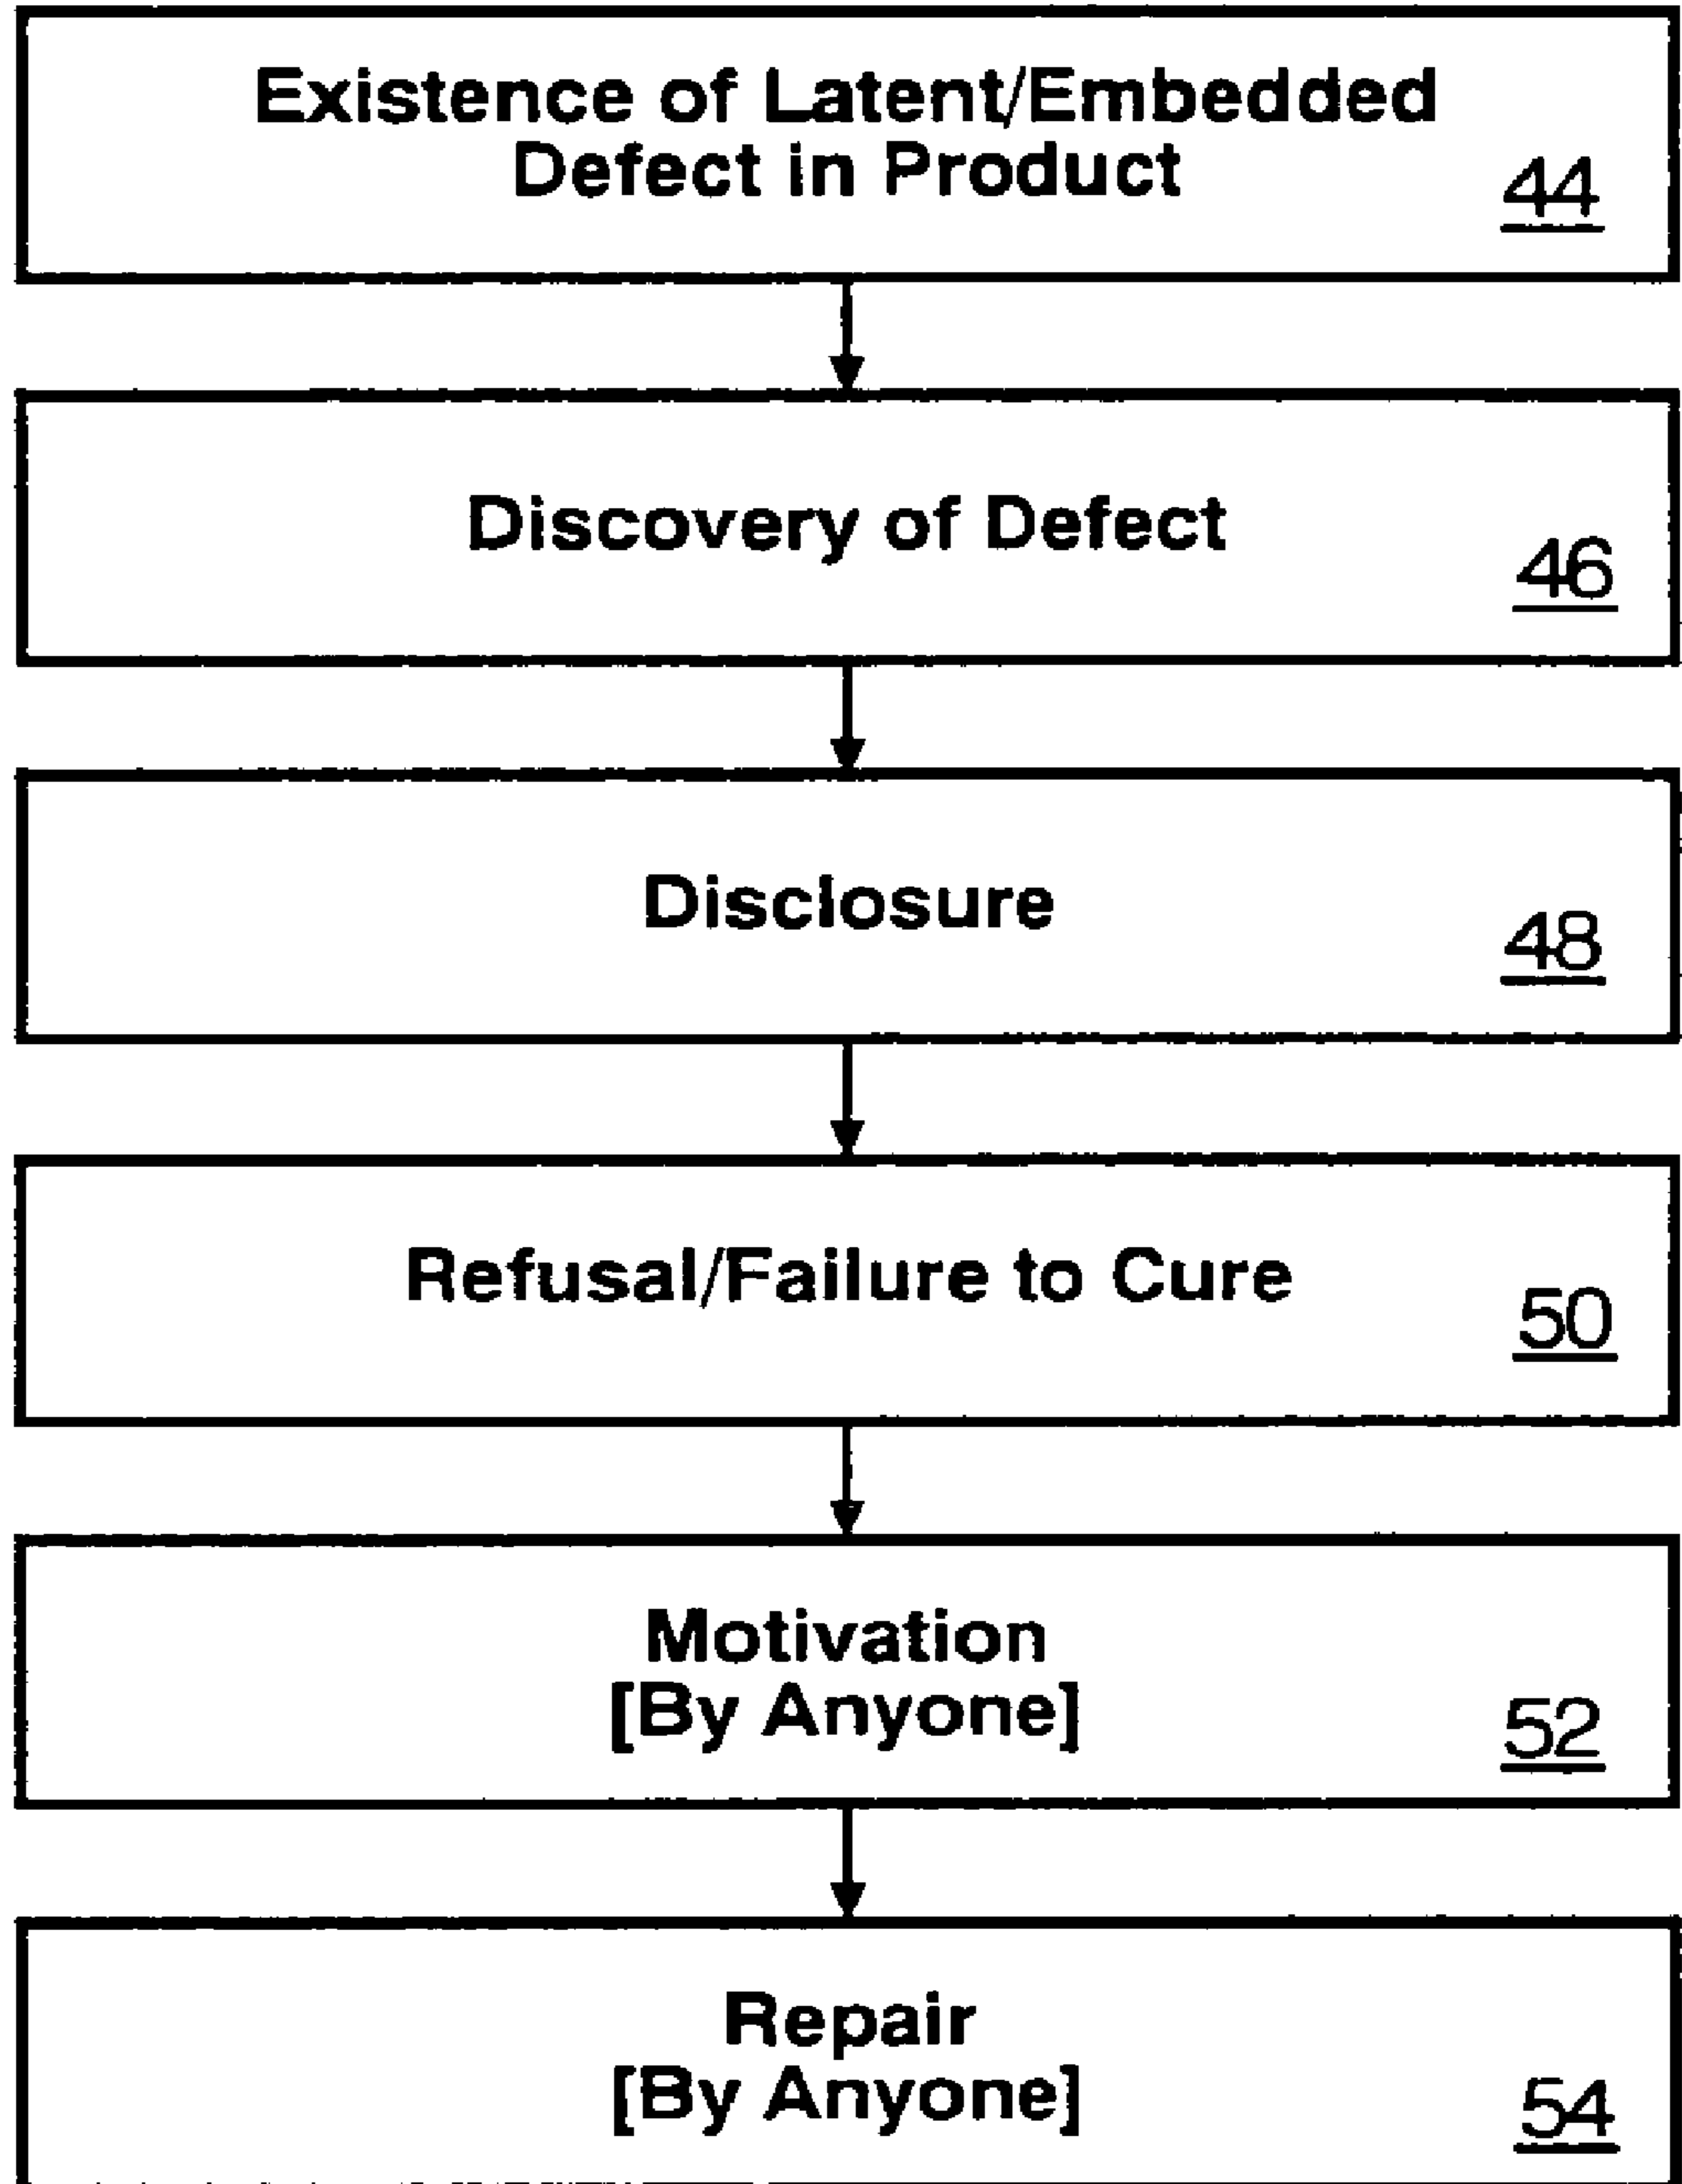 Existence of Latent/Embedded
Defect in Product
44
Discovery of Defect
46
Disclosure
48
Refusal/Failure to Cure
50
Motivation
[By Anyone]
52
Repair
[By Anyone]
54